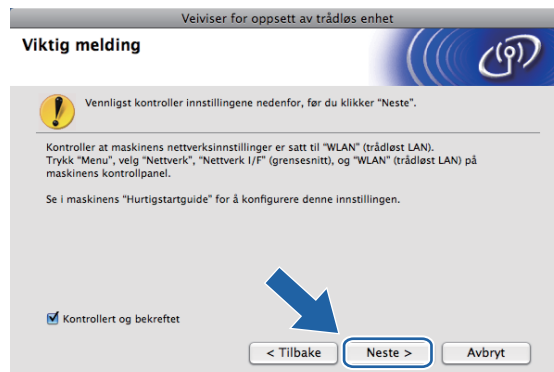 Veiviser for oppsett av trådløs enhet
Viktig melding
Vennligst kontroller innstillingene nedenfor, før du klikker "Neste".
Kontroller at maskinens nettverksinnstillinger er satt til "WLAN" (trådløst LAN).
Trykk "Menu", velg "Nettverk", "Nettverk I/F" (grensesnitt), og "WLAN" (trådløst LAN) på
maskinens kontrollpanel.
Se i maskinens "Hurtigstartguide" for å konfigurere denne innstillingen.
Kontrollert og bekreftet
< Tilbake
Neste >
Avbryt